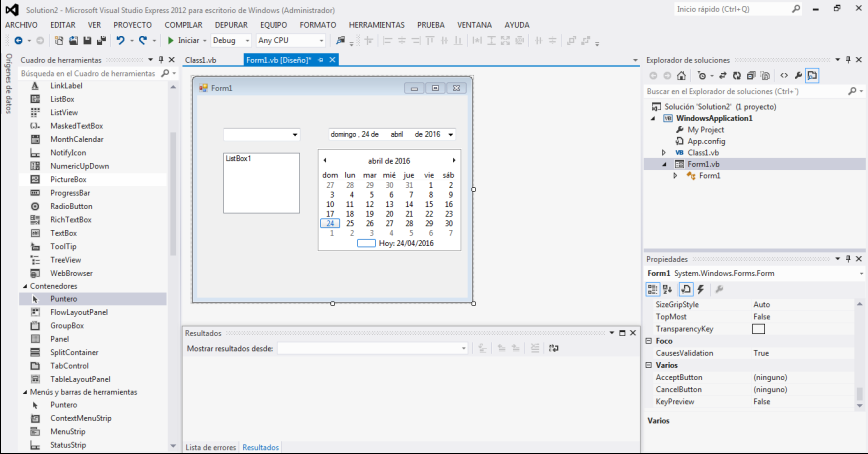 Solution2 - Microsoft Visual Studio Express 2012 para escritorio de Windows (Administrador)
Inicio rápido (Ctrl+Q)
ARCHIVO EDITAR VER PROYECTO COMPILAR DEPURAR EQUIPO FORMATO HERRAMIENTAS PRUEBA VENTANA AYUDA
Iniciar Debug Any CPU
Orígenes de datos
Cuadro de herramientas
Búsqueda en el Cuadro de herramientas
LinkLabel
ListBox
ListView
MaskedTextBox
MonthCalendar
NotifyIcon
NumericUpDown
PictureBox
ProgressBar
RadioButton
RichTextBox
TextBox
ToolTip
TreeView
WebBrowser
Contenedores
Puntero
FlowLayoutPanel
GroupBox
Panel
SplitContainer
TabControl
TableLayoutPanel
Menús y barras de herramientas
Puntero
ContextMenuStrip
MenuStrip
StatusStrip
Class1.vb Form1.vb [Diseño]*
Form1
domingo , 24 de abril de 2016
ListBox1
abril de 2016
dom lun mar mié jue vie sáb
27 28 29 30 31 1 2
3 4 5 6 7 8 9
10 11 12 13 14 15 16
17 18 19 20 21 22 23
24 25 26 27 28 29 30
1 2 3 4 5 6 7
Hoy: 24/04/2016
Resultados
Mostrar resultados desde:
Lista de errores Resultados
Explorador de soluciones
Buscar en el Explorador de soluciones (Ctrl+´)
Solución 'Solution2' (1 proyecto)
WindowsApplication1
My Project
App.config
Class1.vb
Form1.vb
Form1
Propiedades
Form1 System.Windows.Forms.Form
SizeGripStyle Auto
TopMost False
TransparencyKey
Foco
CausesValidation True
Varios
AcceptButton (ninguno)
CancelButton (ninguno)
KeyPreview False
Varios